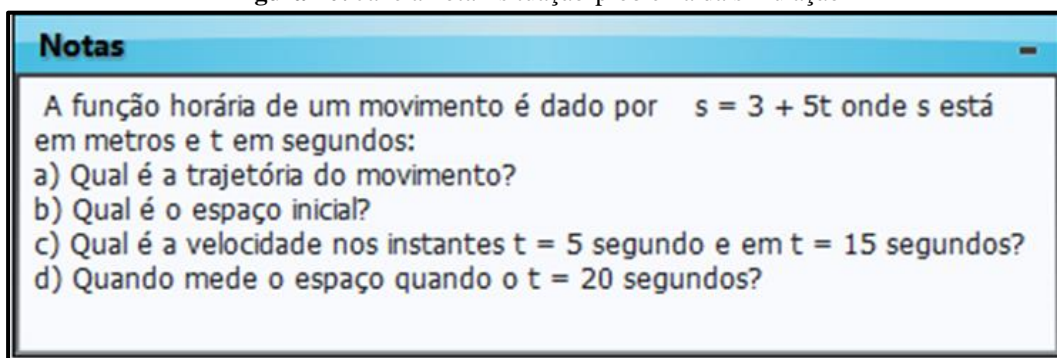 Notas
A função horária de um movimento é dado por s = 3 + 5t onde s está
em metros e t em segundos:
a) Qual é a trajetória do movimento?
b) Qual é o espaço inicial?
c) Qual é a velocidade nos instantes t = 5 segundo e em t = 15 segundos?
d) Quando mede o espaço quando o t = 20 segundos?